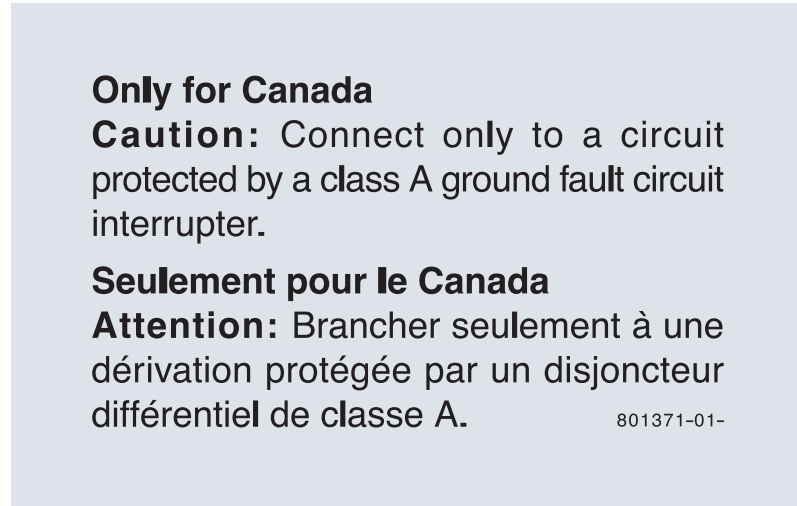 Only for Canada
Caution: Connect only to a circuit
protected by a class A ground fault circuit
interrupter.
Seulement pour le Canada
Attention: Brancher seulement à une
dérivation protégée par un disjoncteur
différentiel de classe A.
801371-01-